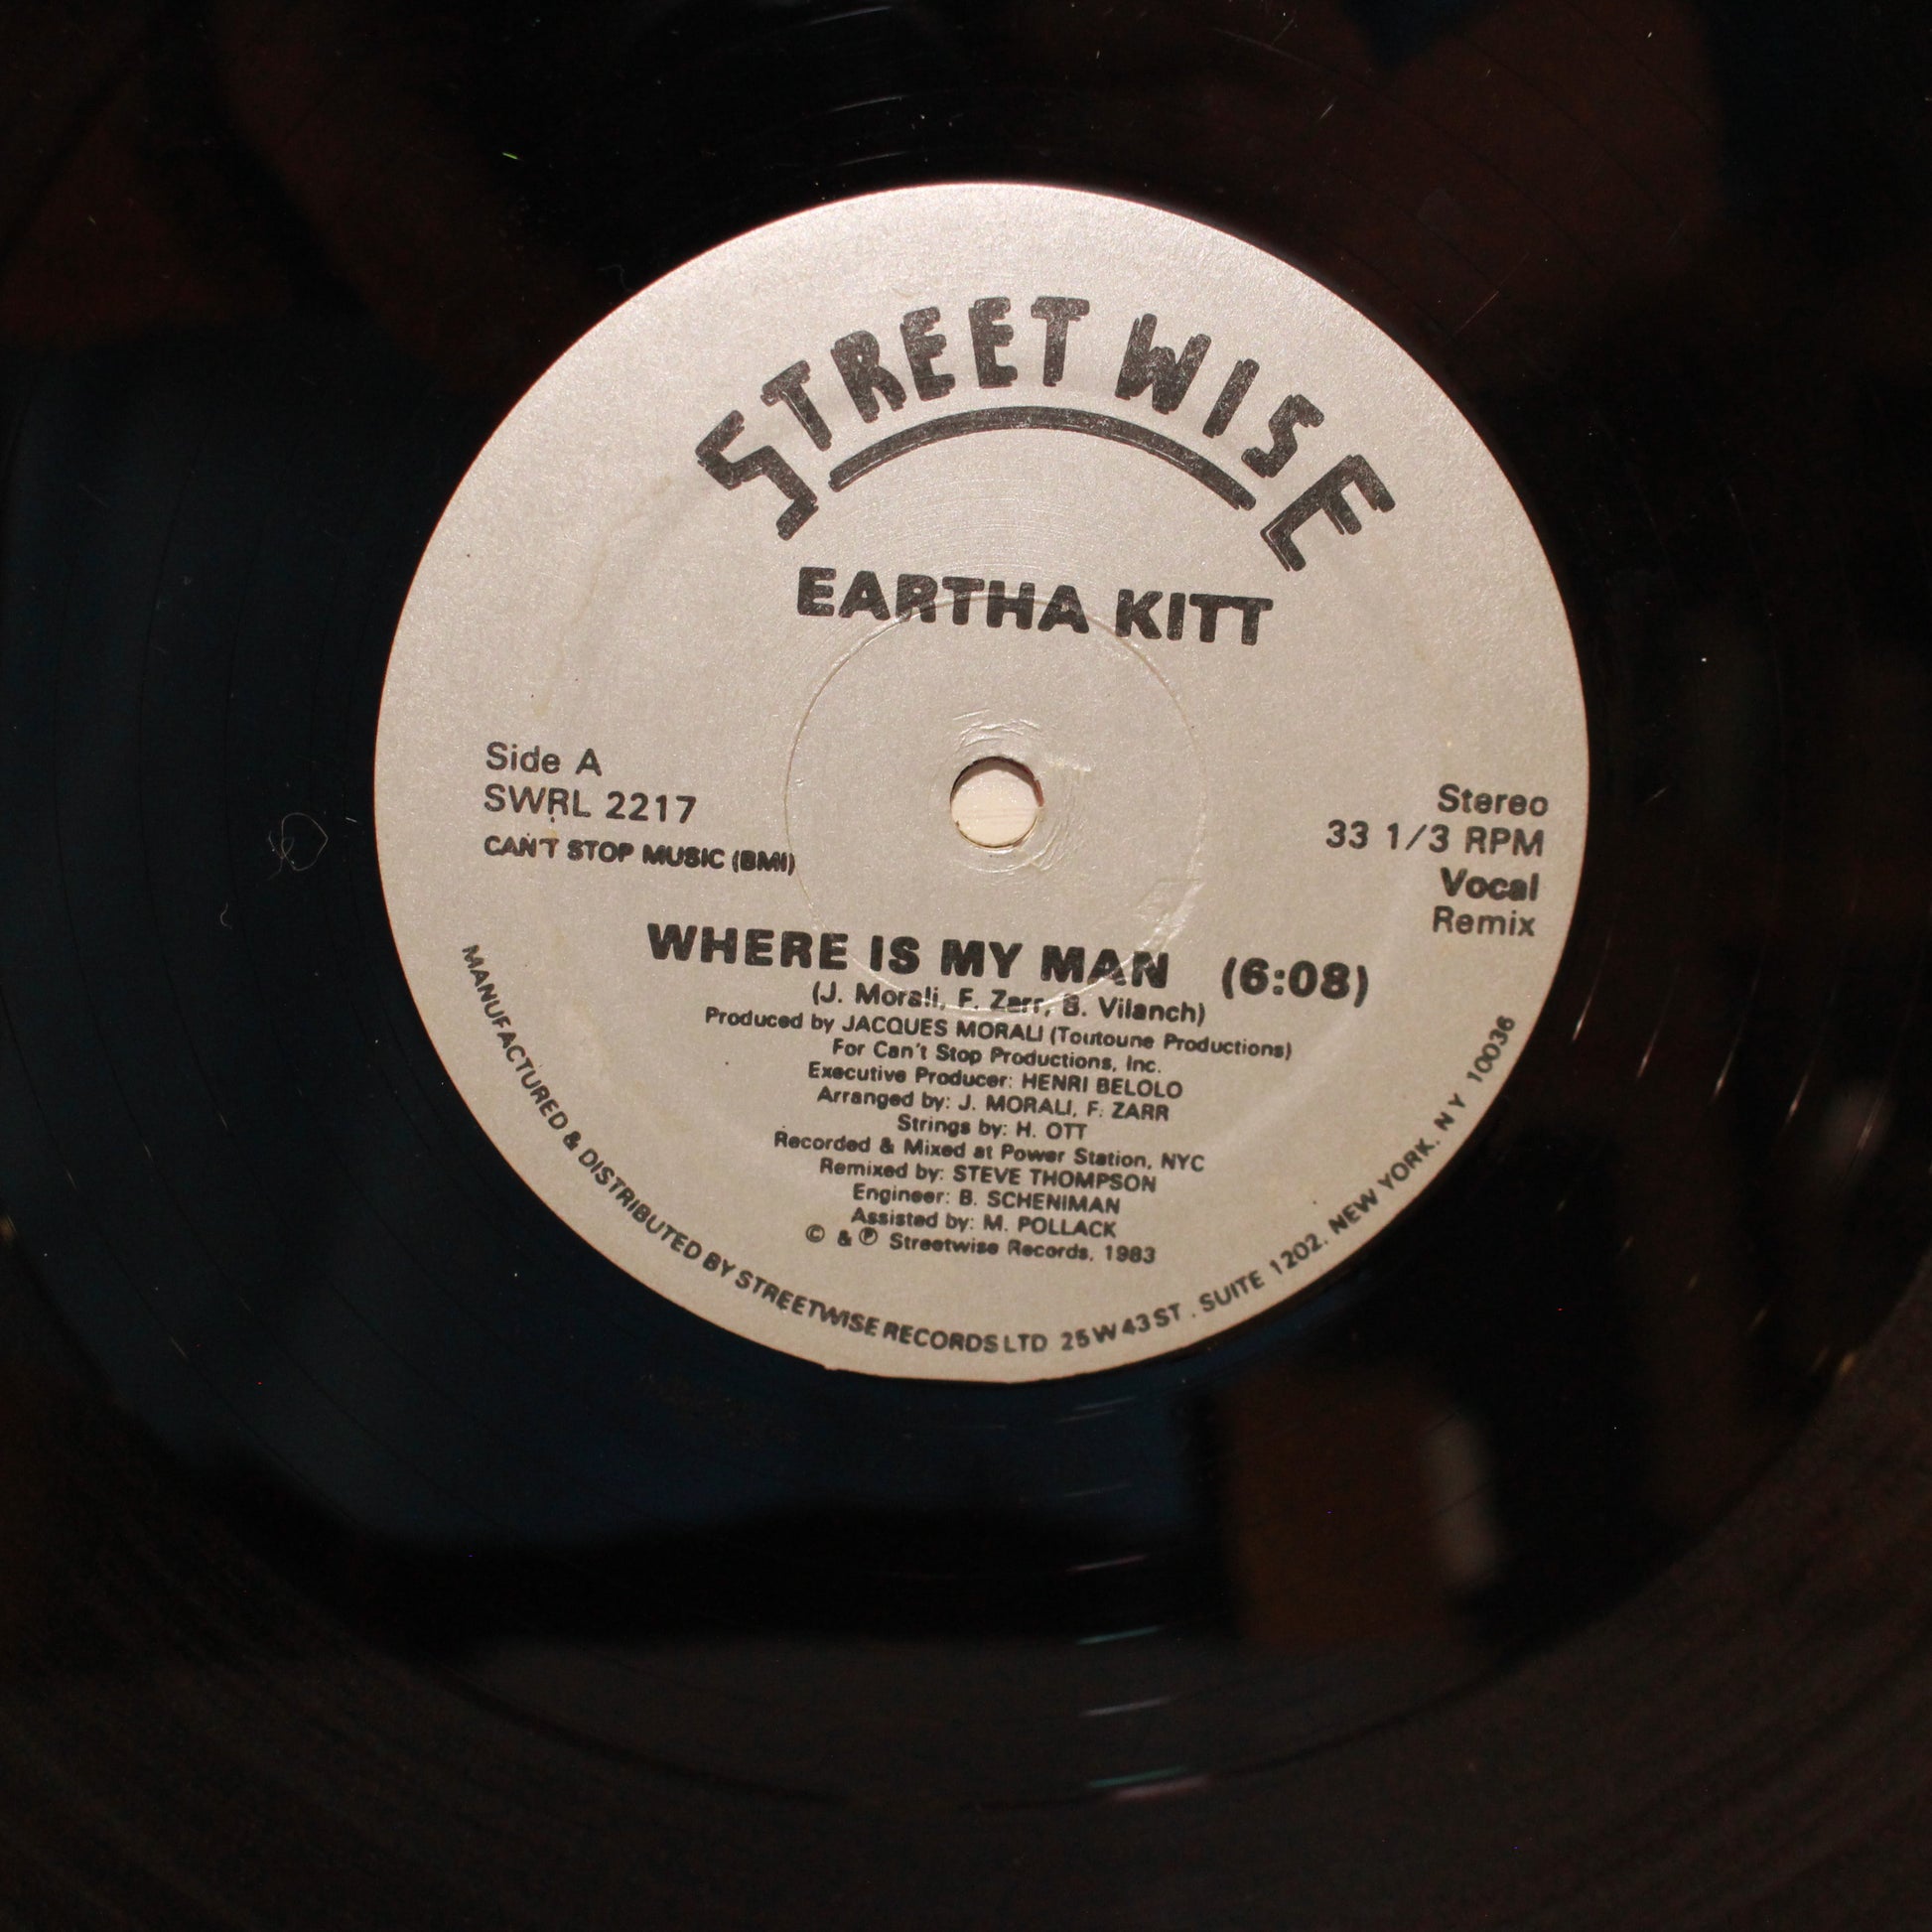 STREETWISE
EARTHA KITT
Side A
SWRL 2217
CAN'T STOP MUSIC (BMI)
Stereo
33 1/3 RPM
Vocal
Remix
WHERE IS MY MAN (6:08)
(J. Morali, F. Zarr, B. Vilanch)
Produced by JACQUES MORALI (Toutoune Productions)
For Can't Stop Productions, Inc.
Executive Producer: HENRI BELOLO
Arranged by: J. MORALI, F. ZARR
Strings by: H. OTT
Recorded & Mixed at Power Station, NYC
Remixed by: STEVE THOMPSON
Engineer: B. SCHENIMAN
Assisted by: M. POLLACK
© & ℗ Streetwise Records, 1983
MANUFACTURED & DISTRIBUTED BY STREETWISE RECORDS LTD 25 W 43 ST. SUITE 1202. NEW YORK. N Y 10036